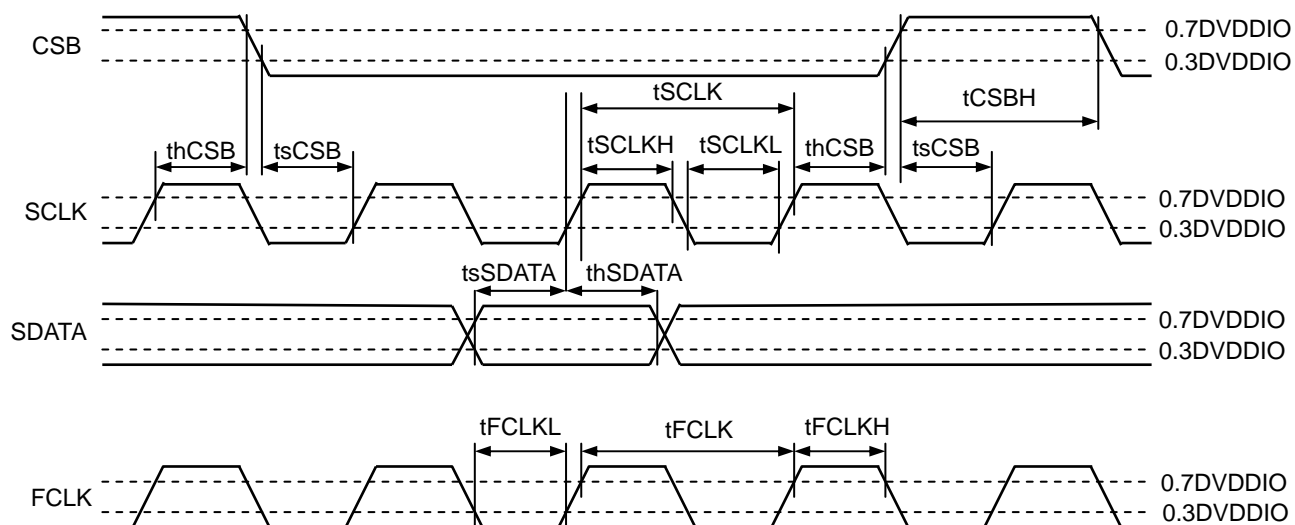 CSB
0.7DVDDIO
0.3DVDDIO
tSCLK
tCSBH
thCSB
tsCSB
tSCLKH
tSCLKL
thCSB
tsCSB
SCLK
0.7DVDDIO
0.3DVDDIO
tsSDATA
thSDATA
SDATA
0.7DVDDIO
0.3DVDDIO
tFCLKL
tFCLK
tFCLKH
FCLK
0.7DVDDIO
0.3DVDDIO